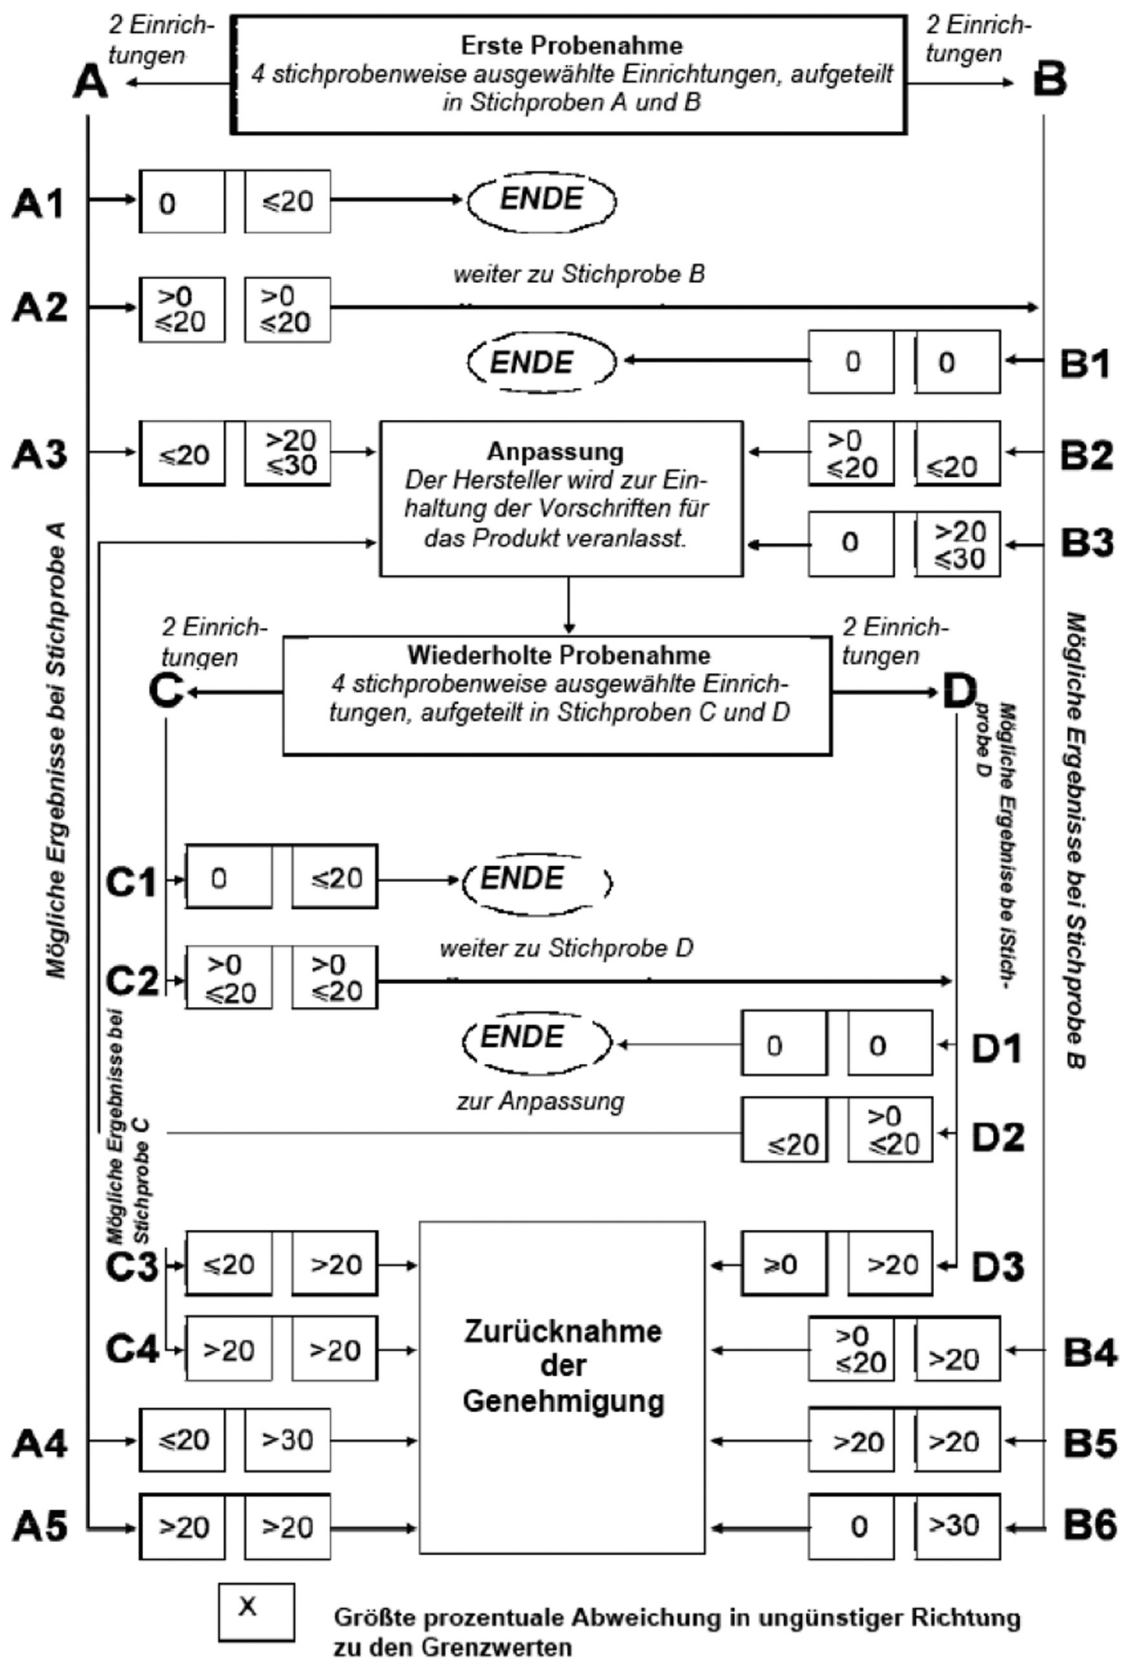 2 Einrich-
tungen
Erste Probenahme
4 stichprobenweise ausgewählte Einrichtungen, aufgeteilt
in Stichproben A und B
2 Einrich-
tungen
A
B
A1
0
≤20
ENDE
A2
>0
≤20
>0
≤20
weiter zu Stichprobe B
ENDE
0
0
B1
A3
≤20
>20
≤30
Anpassung
Der Hersteller wird zur Ein-
haltung der Vorschriften für
das Produkt veranlasst.
>0
≤20
≤20
B2
0
>20
≤30
B3
Mögliche Ergebnisse bei Stichprobe A
Mögliche Ergebnisse bei Stichprobe B
2 Einrich-
tungen
Wiederholte Probenahme
4 stichprobenweise ausgewählte Einrich-
tungen, aufgeteilt in Stichproben C und D
2 Einrich-
tungen
C
D
Mögliche Ergebnise be iStich-
probe D
C1
0
≤20
ENDE
C2
>0
≤20
>0
≤20
weiter zu Stichprobe D
Mögliche Ergebnisse bei
Stichprobe C
ENDE
0
0
D1
zur Anpassung
≤20
>0
≤20
D2
C3
≤20
>20
Zurücknahme
der
Genehmigung
≥0
>20
D3
C4
>20
>20
>0
≤20
>20
B4
A4
≤20
>30
>20
>20
B5
A5
>20
>20
0
>30
B6
X
Größte prozentuale Abweichung in ungünstiger Richtung
zu den Grenzwerten